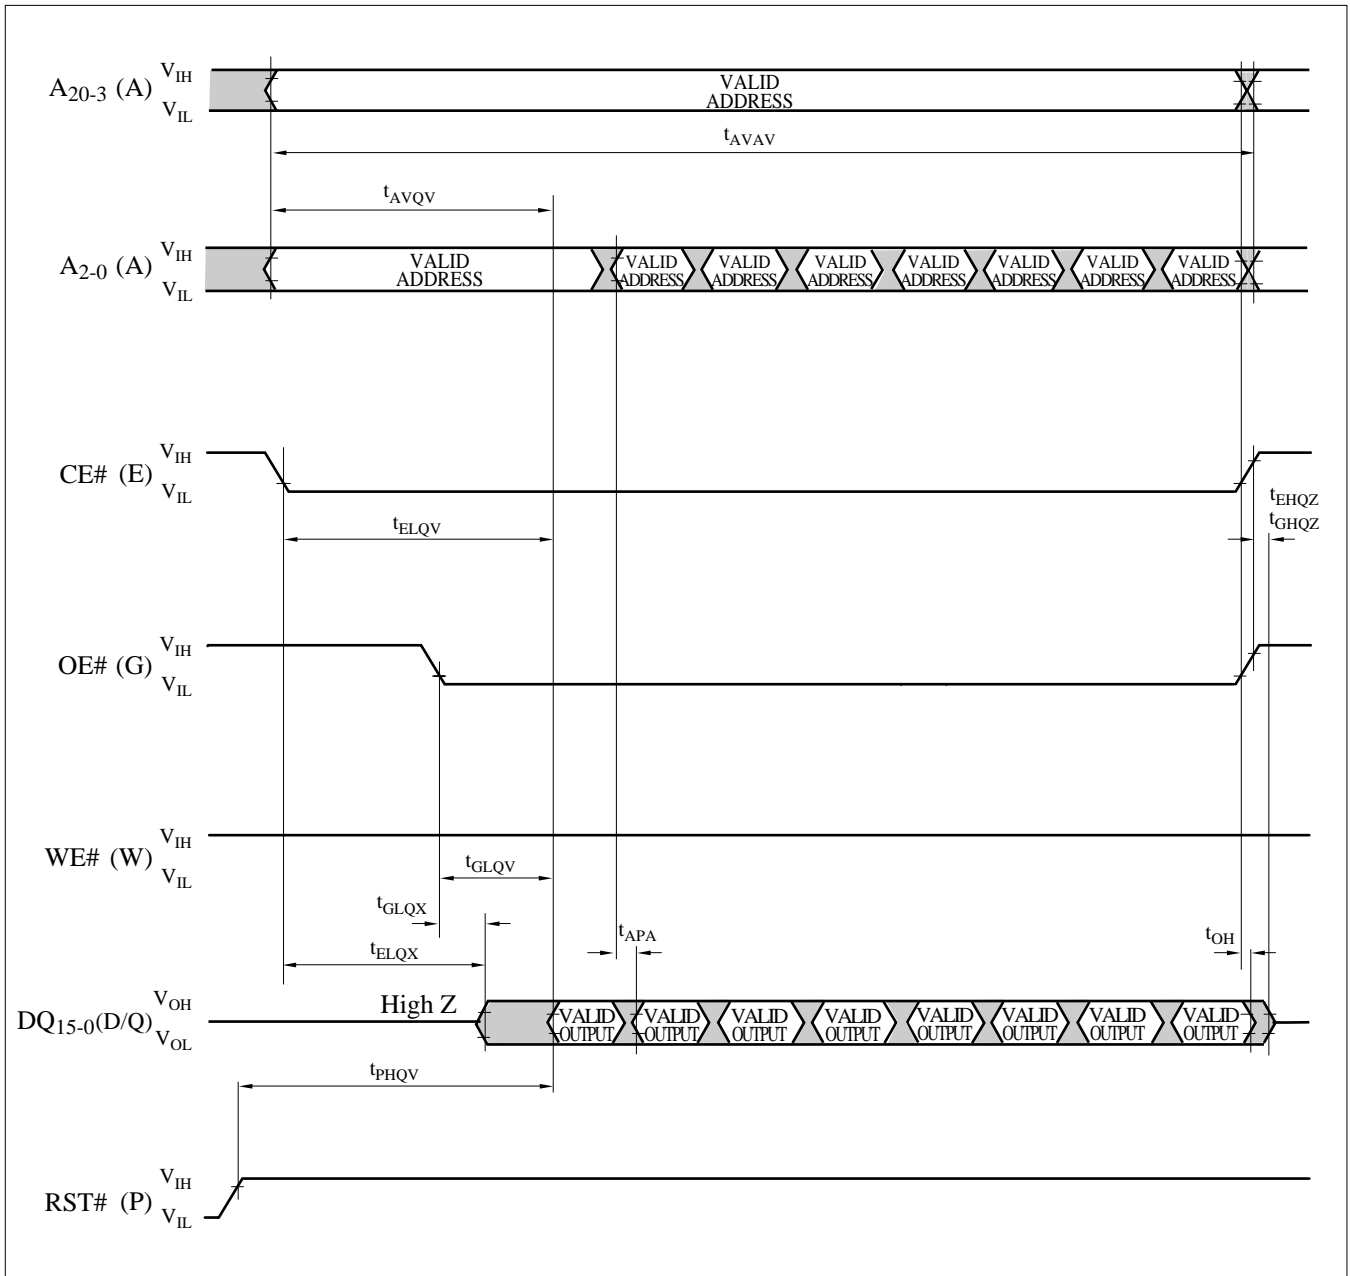 A20-3 (A) VIH
VIL
VALID
ADDRESS
tAVAV
tAVQV
A2-0 (A) VIH
VIL
VALID
ADDRESS
VALID
ADDRESS
VALID
ADDRESS
VALID
ADDRESS
VALID
ADDRESS
VALID
ADDRESS
VALID
ADDRESS
VALID
ADDRESS
CE# (E) VIH
VIL
tEHQZ
tGHQZ
tELQV
OE# (G) VIH
VIL
WE# (W) VIH
VIL
tGLQV
tGLQX
tAPA
tOH
tELQX
DQ15-0(D/Q) VOH
VOL
High Z
VALID
OUTPUT
VALID
OUTPUT
VALID
OUTPUT
VALID
OUTPUT
VALID
OUTPUT
VALID
OUTPUT
VALID
OUTPUT
VALID
OUTPUT
tPHQV
RST# (P) VIH
VIL